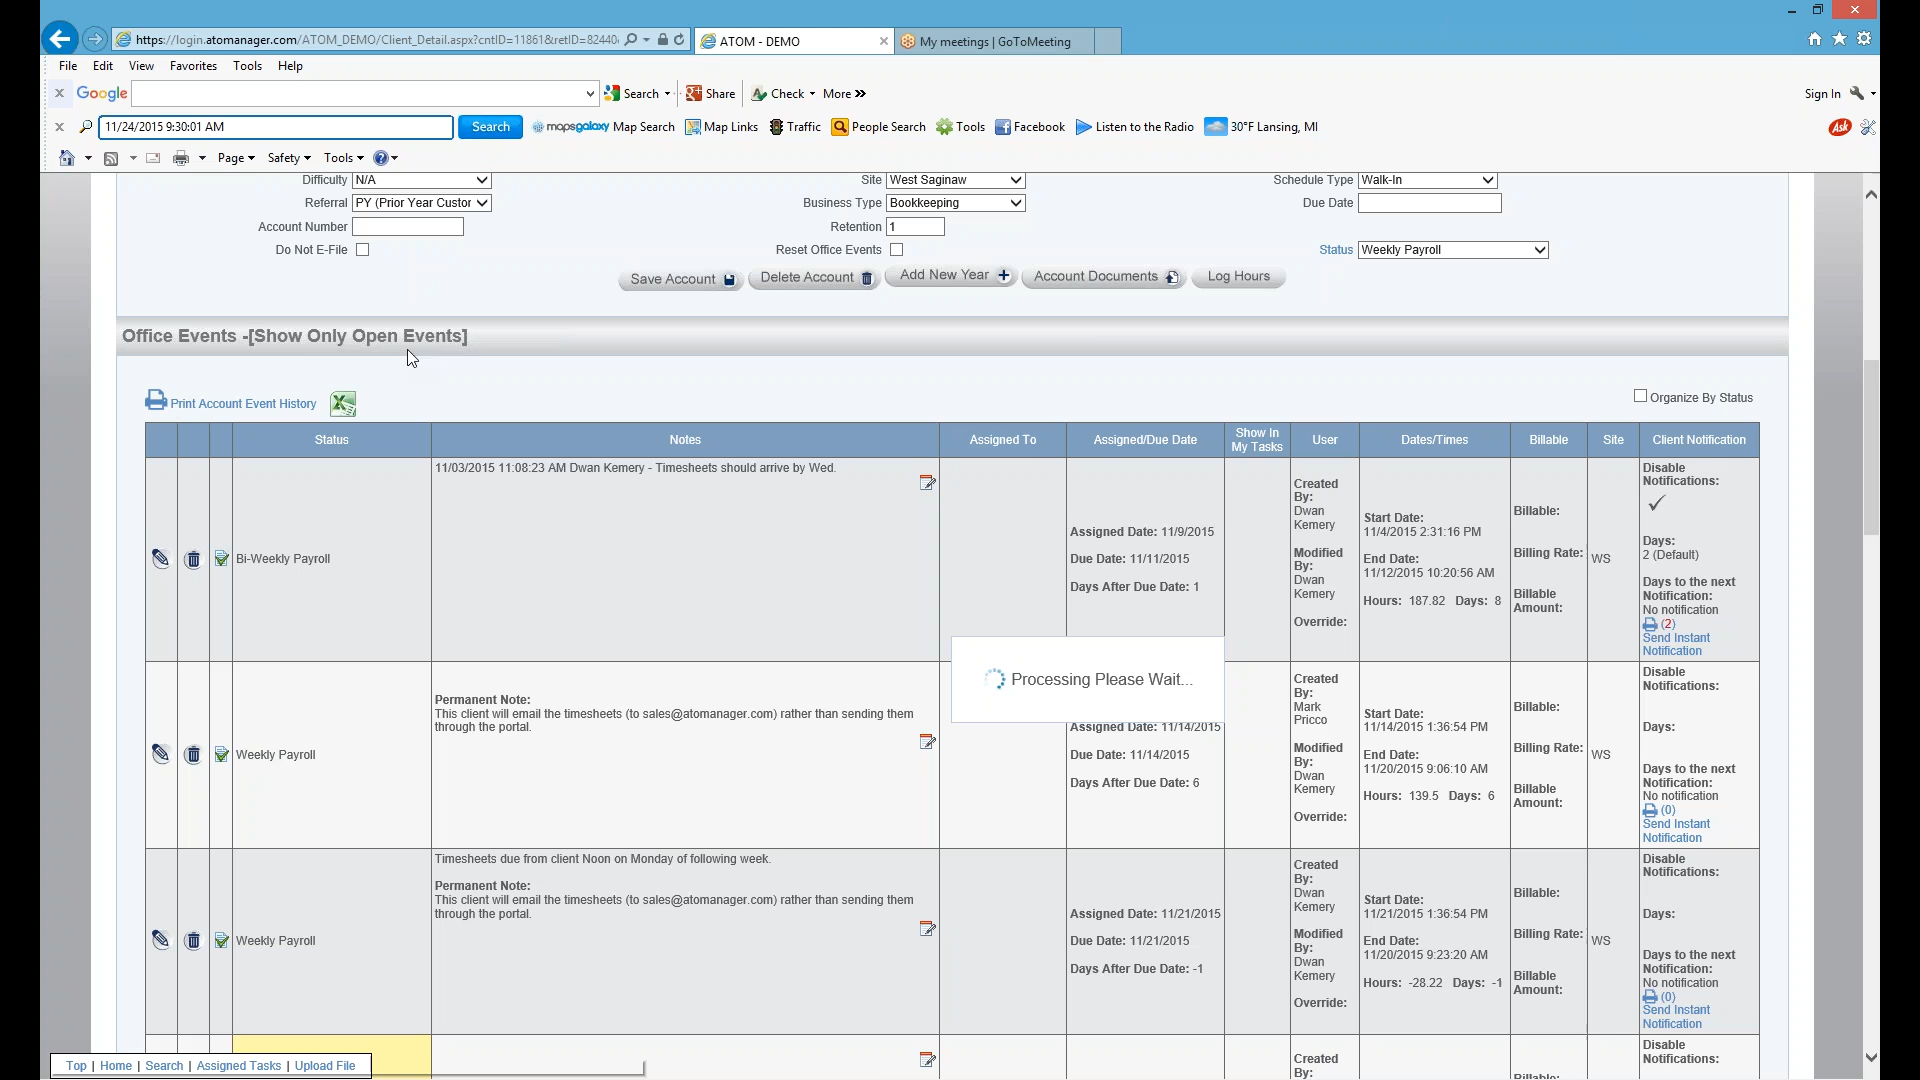 https://login.atomanager.com/ATOM_DEMO/Client_Detail.aspx?cntID=11861&retID=82440
ATOM - DEMO
My meetings | GoToMeeting
File Edit View Favorites Tools Help
Google Search Share Check More Sign In
11/24/2015 9:30:01 AM Search mapsgalaxy Map Search Map Links Traffic People Search Tools Facebook Listen to the Radio 30°F Lansing, MI Ask
Page Safety Tools
Difficulty N/A Site West Saginaw Schedule Type Walk-In
Referral PY (Prior Year Custor Business Type Bookkeeping Due Date
Account Number Retention 1
Do Not E-File Reset Office Events Status Weekly Payroll
Save Account Delete Account Add New Year Account Documents Log Hours
Office Events -[Show Only Open Events]
Print Account Event History Organize By Status
Status Notes Assigned To Assigned/Due Date Show In My Tasks User Dates/Times Billable Site Client Notification
Bi-Weekly Payroll
11/03/2015 11:08:23 AM Dwan Kemery - Timesheets should arrive by Wed.
Assigned Date: 11/9/2015
Due Date: 11/11/2015
Days After Due Date: 1
Created
By:
Dwan
Kemery
Modified
By:
Dwan
Kemery
Override:
Start Date:
11/4/2015 2:31:16 PM
End Date:
11/12/2015 10:20:56 AM
Hours: 187.82 Days: 8
Billable:
Billing Rate:
Billable
Amount:
WS
Disable
Notifications:
Days:
2 (Default)
Days to the next
Notification:
No notification
(2)
Send Instant
Notification
Processing Please Wait...
Weekly Payroll
Permanent Note:
This client will email the timesheets (to sales@atomanager.com) rather than sending them
through the portal.
Assigned Date: 11/14/2015
Due Date: 11/14/2015
Days After Due Date: 6
Created
By:
Mark
Pricco
Modified
By:
Dwan
Kemery
Override:
Start Date:
11/14/2015 1:36:54 PM
End Date:
11/20/2015 9:06:10 AM
Hours: 139.5 Days: 6
Billable:
Billing Rate:
Billable
Amount:
WS
Disable
Notifications:
Days:
Days to the next
Notification:
No notification
(0)
Send Instant
Notification
Weekly Payroll
Timesheets due from client Noon on Monday of following week.
Permanent Note:
This client will email the timesheets (to sales@atomanager.com) rather than sending them
through the portal.
Assigned Date: 11/21/2015
Due Date: 11/21/2015
Days After Due Date: -1
Created
By:
Dwan
Kemery
Modified
By:
Dwan
Kemery
Override:
Start Date:
11/21/2015 1:36:54 PM
End Date:
11/20/2015 9:23:20 AM
Hours: -28.22 Days: -1
Billable:
Billing Rate:
Billable
Amount:
WS
Disable
Notifications:
Days:
Days to the next
Notification:
No notification
(0)
Send Instant
Notification
Created
By:
Disable
Notifications:
Top | Home | Search | Assigned Tasks | Upload File